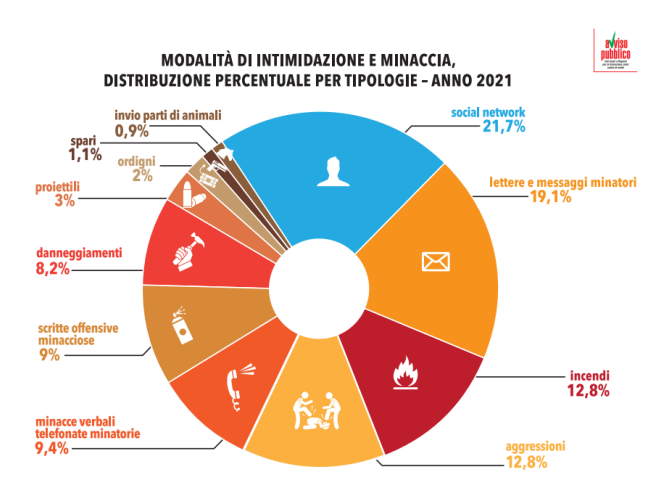 avviso
pubblico
MODALITÀ DI INTIMIDAZIONE E MINACCIA,
DISTRIBUZIONE PERCENTUALE PER TIPOLOGIE – ANNO 2021
social network
21,7%
lettere e messaggi minatori
19,1%
incendi
12,8%
aggressioni
12,8%
minacce verbali
telefonate minatorie
9,4%
scritte offensive
minacciose
9%
danneggiamenti
8,2%
proiettili
3%
ordigni
2%
spari
1,1%
invio parti di animali
0,9%